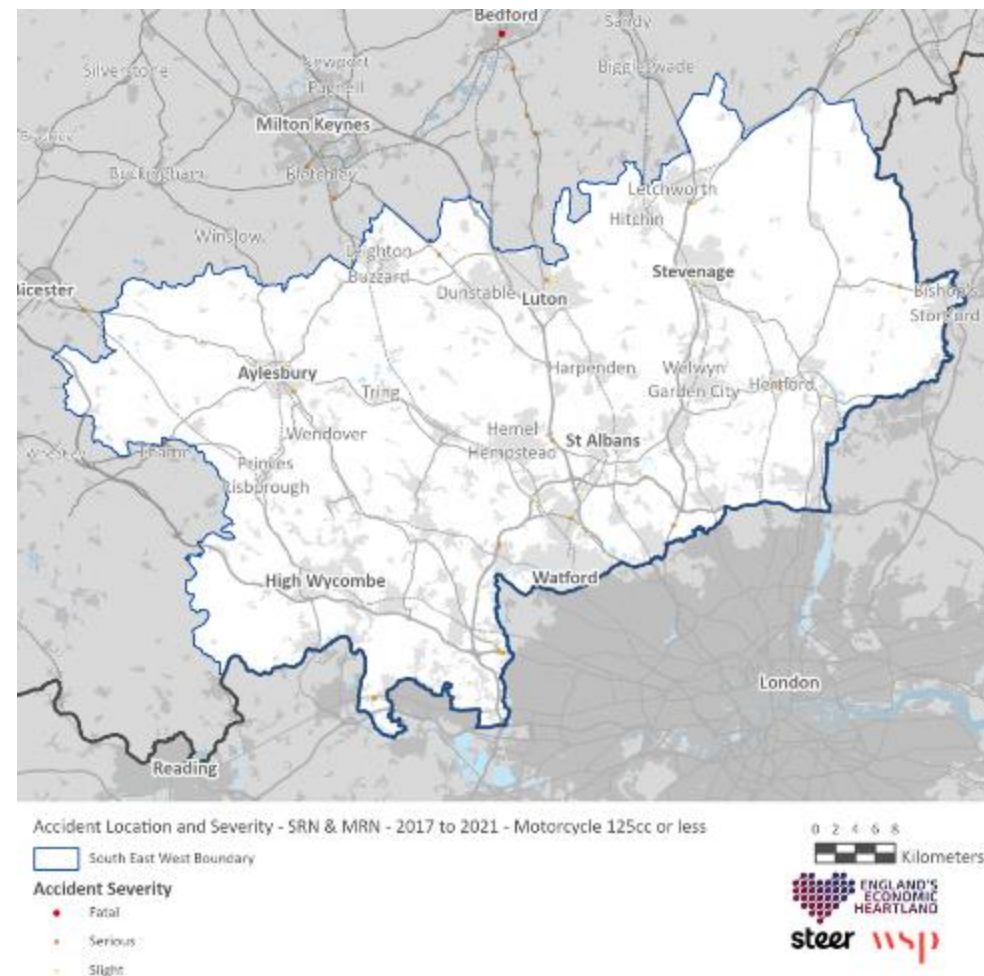 Bedford
Sandy
Biggleswade
Silverstone
Newport
Pagnell
Milton Keynes
Bletchley
Buckingham
Winslow
Letchworth
Hitchin
Leighton
Buzzard
Stevenage
Bicester
Dunstable
Luton
Bishop's
Stortford
Harpenden
Welwyn
Garden City
Hertford
Aylesbury
Tring
Hemel
Hempstead
St Albans
Wendover
Thame
Princes
Risborough
High Wycombe
Watford
London
Reading
Accident Location and Severity - SRN & MRN - 2017 to 2021 - Motorcycle 125cc or less
South East West Boundary
Accident Severity
Fatal
Serious
Slight
0 2 4 6 8
Kilometers
ENGLAND'S
ECONOMIC
HEARTLAND
steer wsp